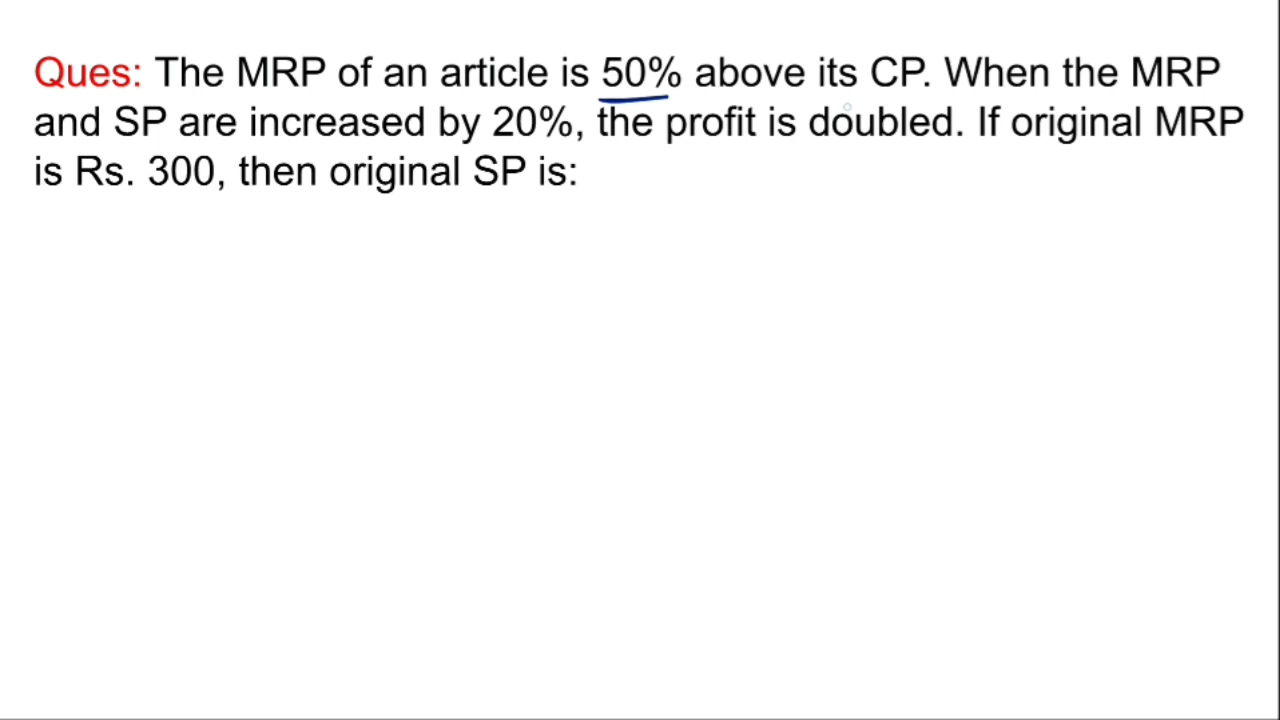 Ques: The MRP of an article is 50% above its CP. When the MRP
and SP are increased by 20%, the profit is doubled. If original MRP
is Rs. 300, then original SP is: